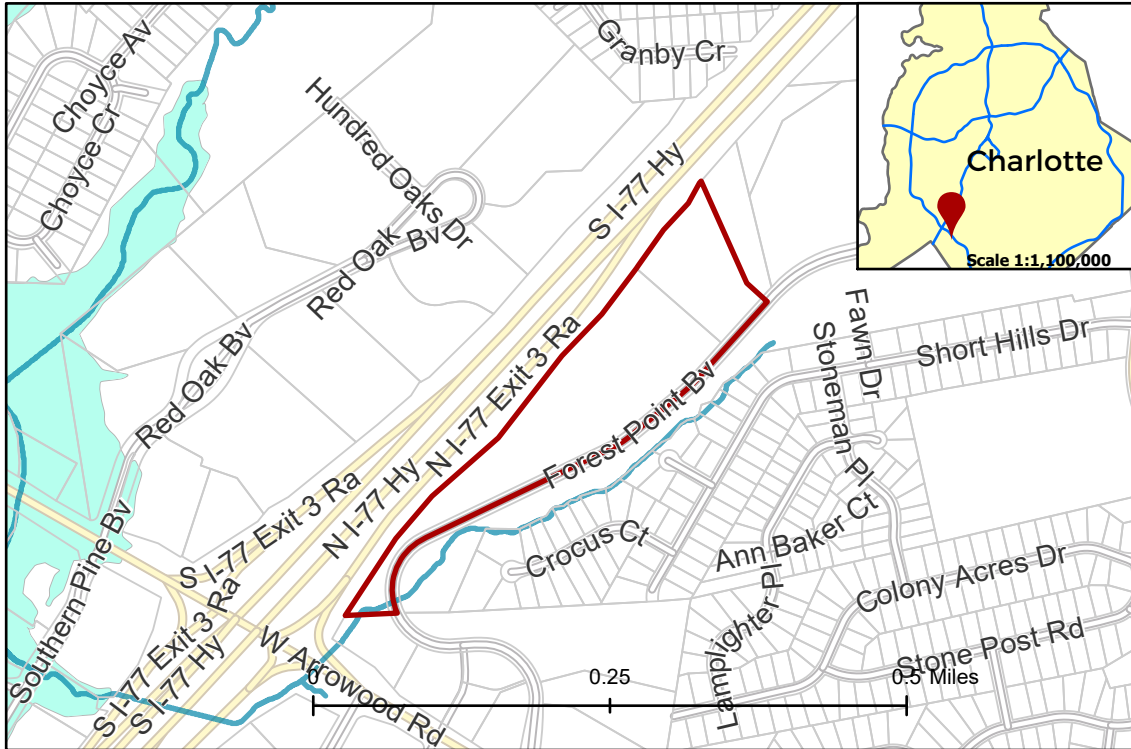 Choyce Av
Granby Cr
Choyce Cr
Hundred Oaks Dr
S I-77 Hy
Charlotte
Scale 1:1,100,000
Red Oak Bv
Red Oak Bv
N I-77 Exit 3 Ra
Fawn Dr
Stoneman Pl
Short Hills Dr
Forest Point Bv
S I-77 Exit 3 Ra
N I-77 Hy
Southern Pine Bv
Crocus Ct
Ann Baker Ct
Colony Acres Dr
Lamplighter Pl
S I-77 Exit 3 Ra
S I-77 Hy
W Arrowood Rd
Stone Post Rd
0 0.25 0.5 Miles